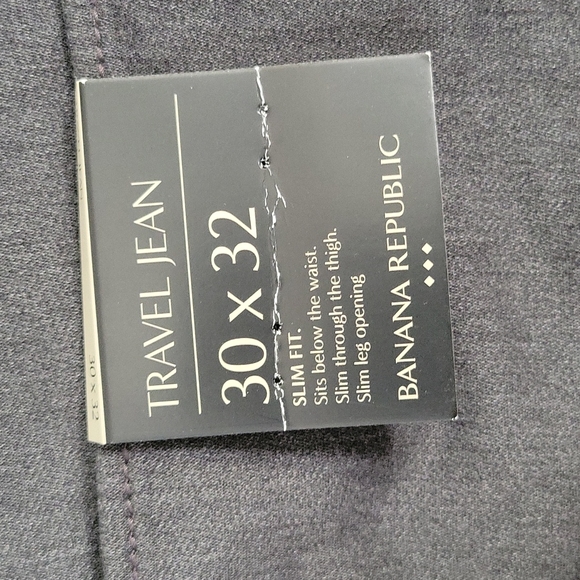 TRAVEL JEAN
30 x 32
SLIM FIT.
Sits below the waist.
Slim through the thigh.
Slim leg opening
BANANA REPUBLIC
30 X 32